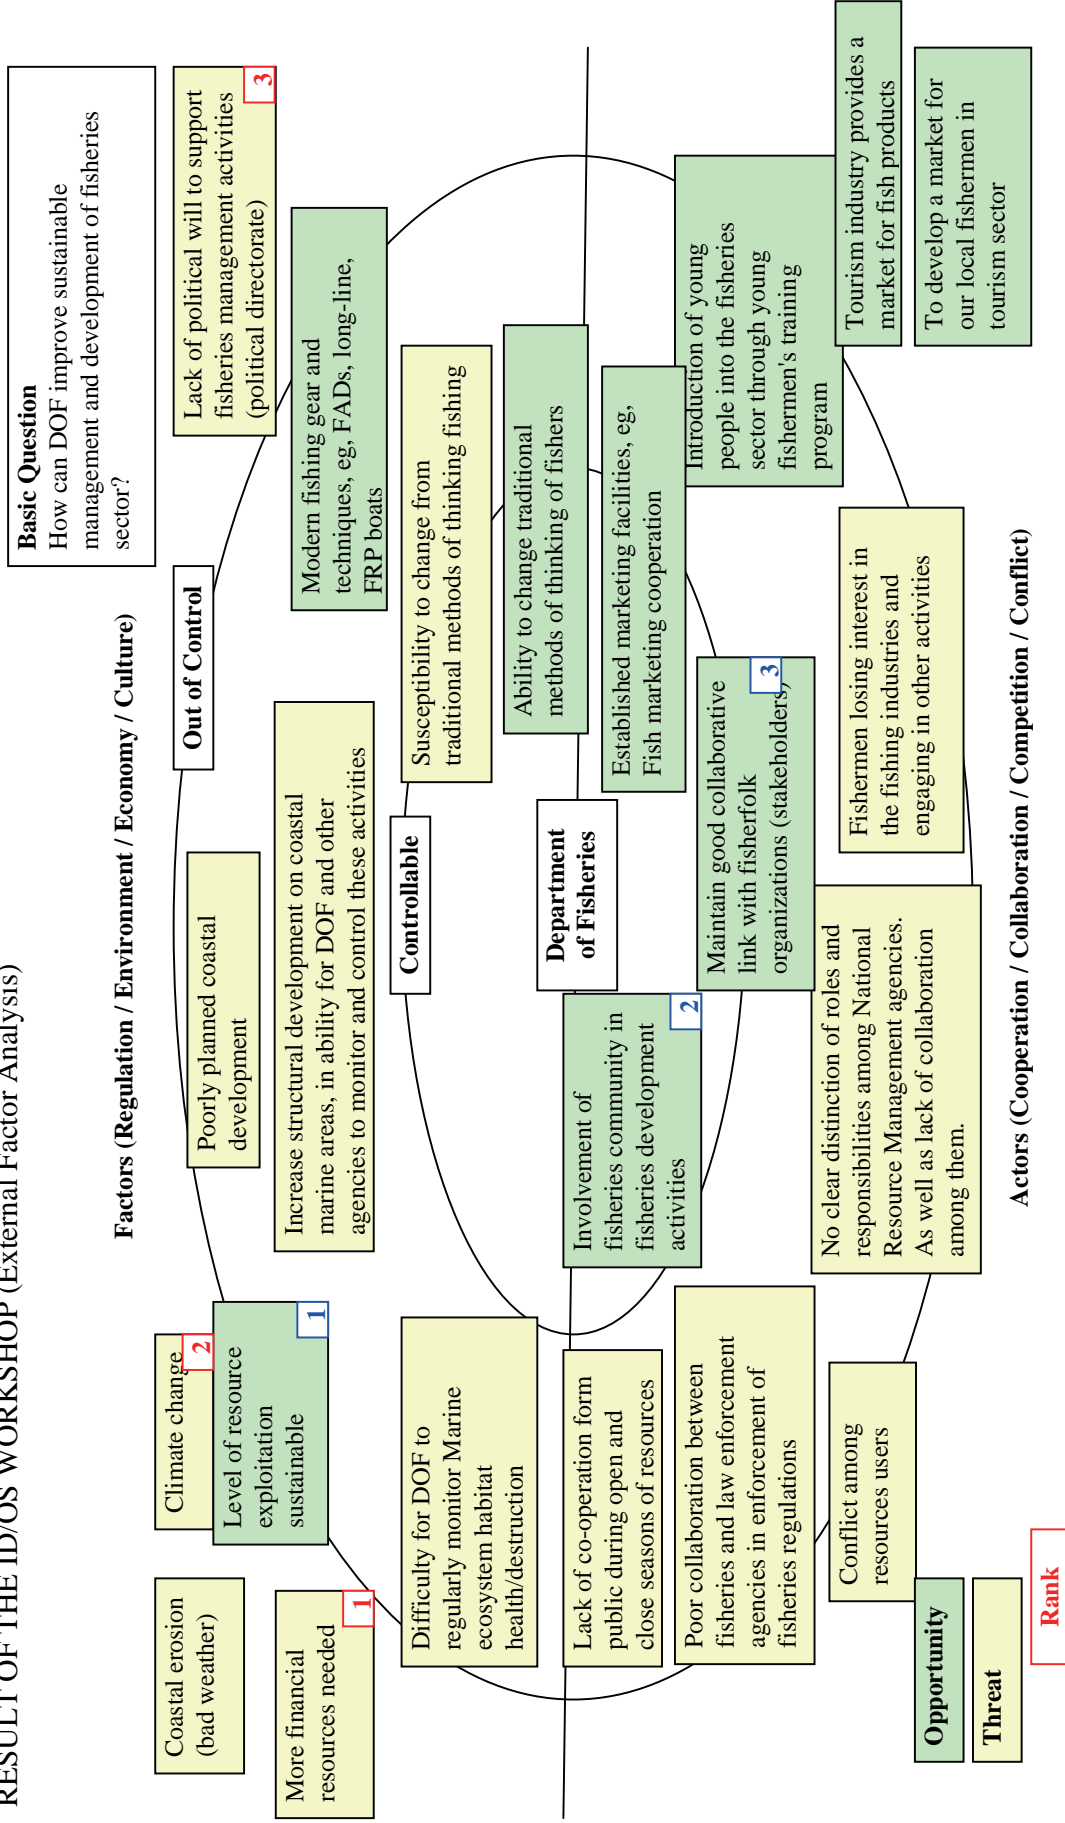 RESULT OF THE ID/OS WORKSHOP (External Factor Analysis)
Basic Question
How can DOF improve sustainable
management and development of fisheries
sector?
Factors (Regulation / Environment / Economy / Culture)
Coastal erosion
(bad weather)
Climate change
2
Poorly planned coastal
development
Out of Control
Lack of political will to support
fisheries management activities
(political directorate)
3
More financial
resources needed
1
Level of resource
exploitation
sustainable
1
Increase structural development on coastal
marine areas, in ability for DOF and other
agencies to monitor and control these activities
Modern fishing gear and
techniques, eg, FADs, long-line,
FRP boats
Difficulty for DOF to
regularly monitor Marine
ecosystem habitat
health/destruction
Controllable
Susceptibility to change from
traditional methods of thinking fishing
Ability to change traditional
methods of thinking of fishers
Department
of Fisheries
Lack of co-operation form
public during open and
close seasons of resources
Involvement of
fisheries community in
fisheries development
activities
2
Established marketing facilities, eg,
Fish marketing cooperation
Introduction of young
people into the fisheries
sector through young
fishermen's training
program
Poor collaboration between
fisheries and law enforcement
agencies in enforcement of
fisheries regulations
Maintain good collaborative
link with fisherfolk
organizations (stakeholders)
3
Tourism industry provides a
market for fish products
Conflict among
resources users
No clear distinction of roles and
responsibilities among National
Resource Management agencies.
As well as lack of collaboration
among them.
Fishermen losing interest in
the fishing industries and
engaging in other activities
To develop a market for
our local fishermen in
tourism sector
Opportunity
Threat
Rank
Actors (Cooperation / Collaboration / Competition / Conflict)